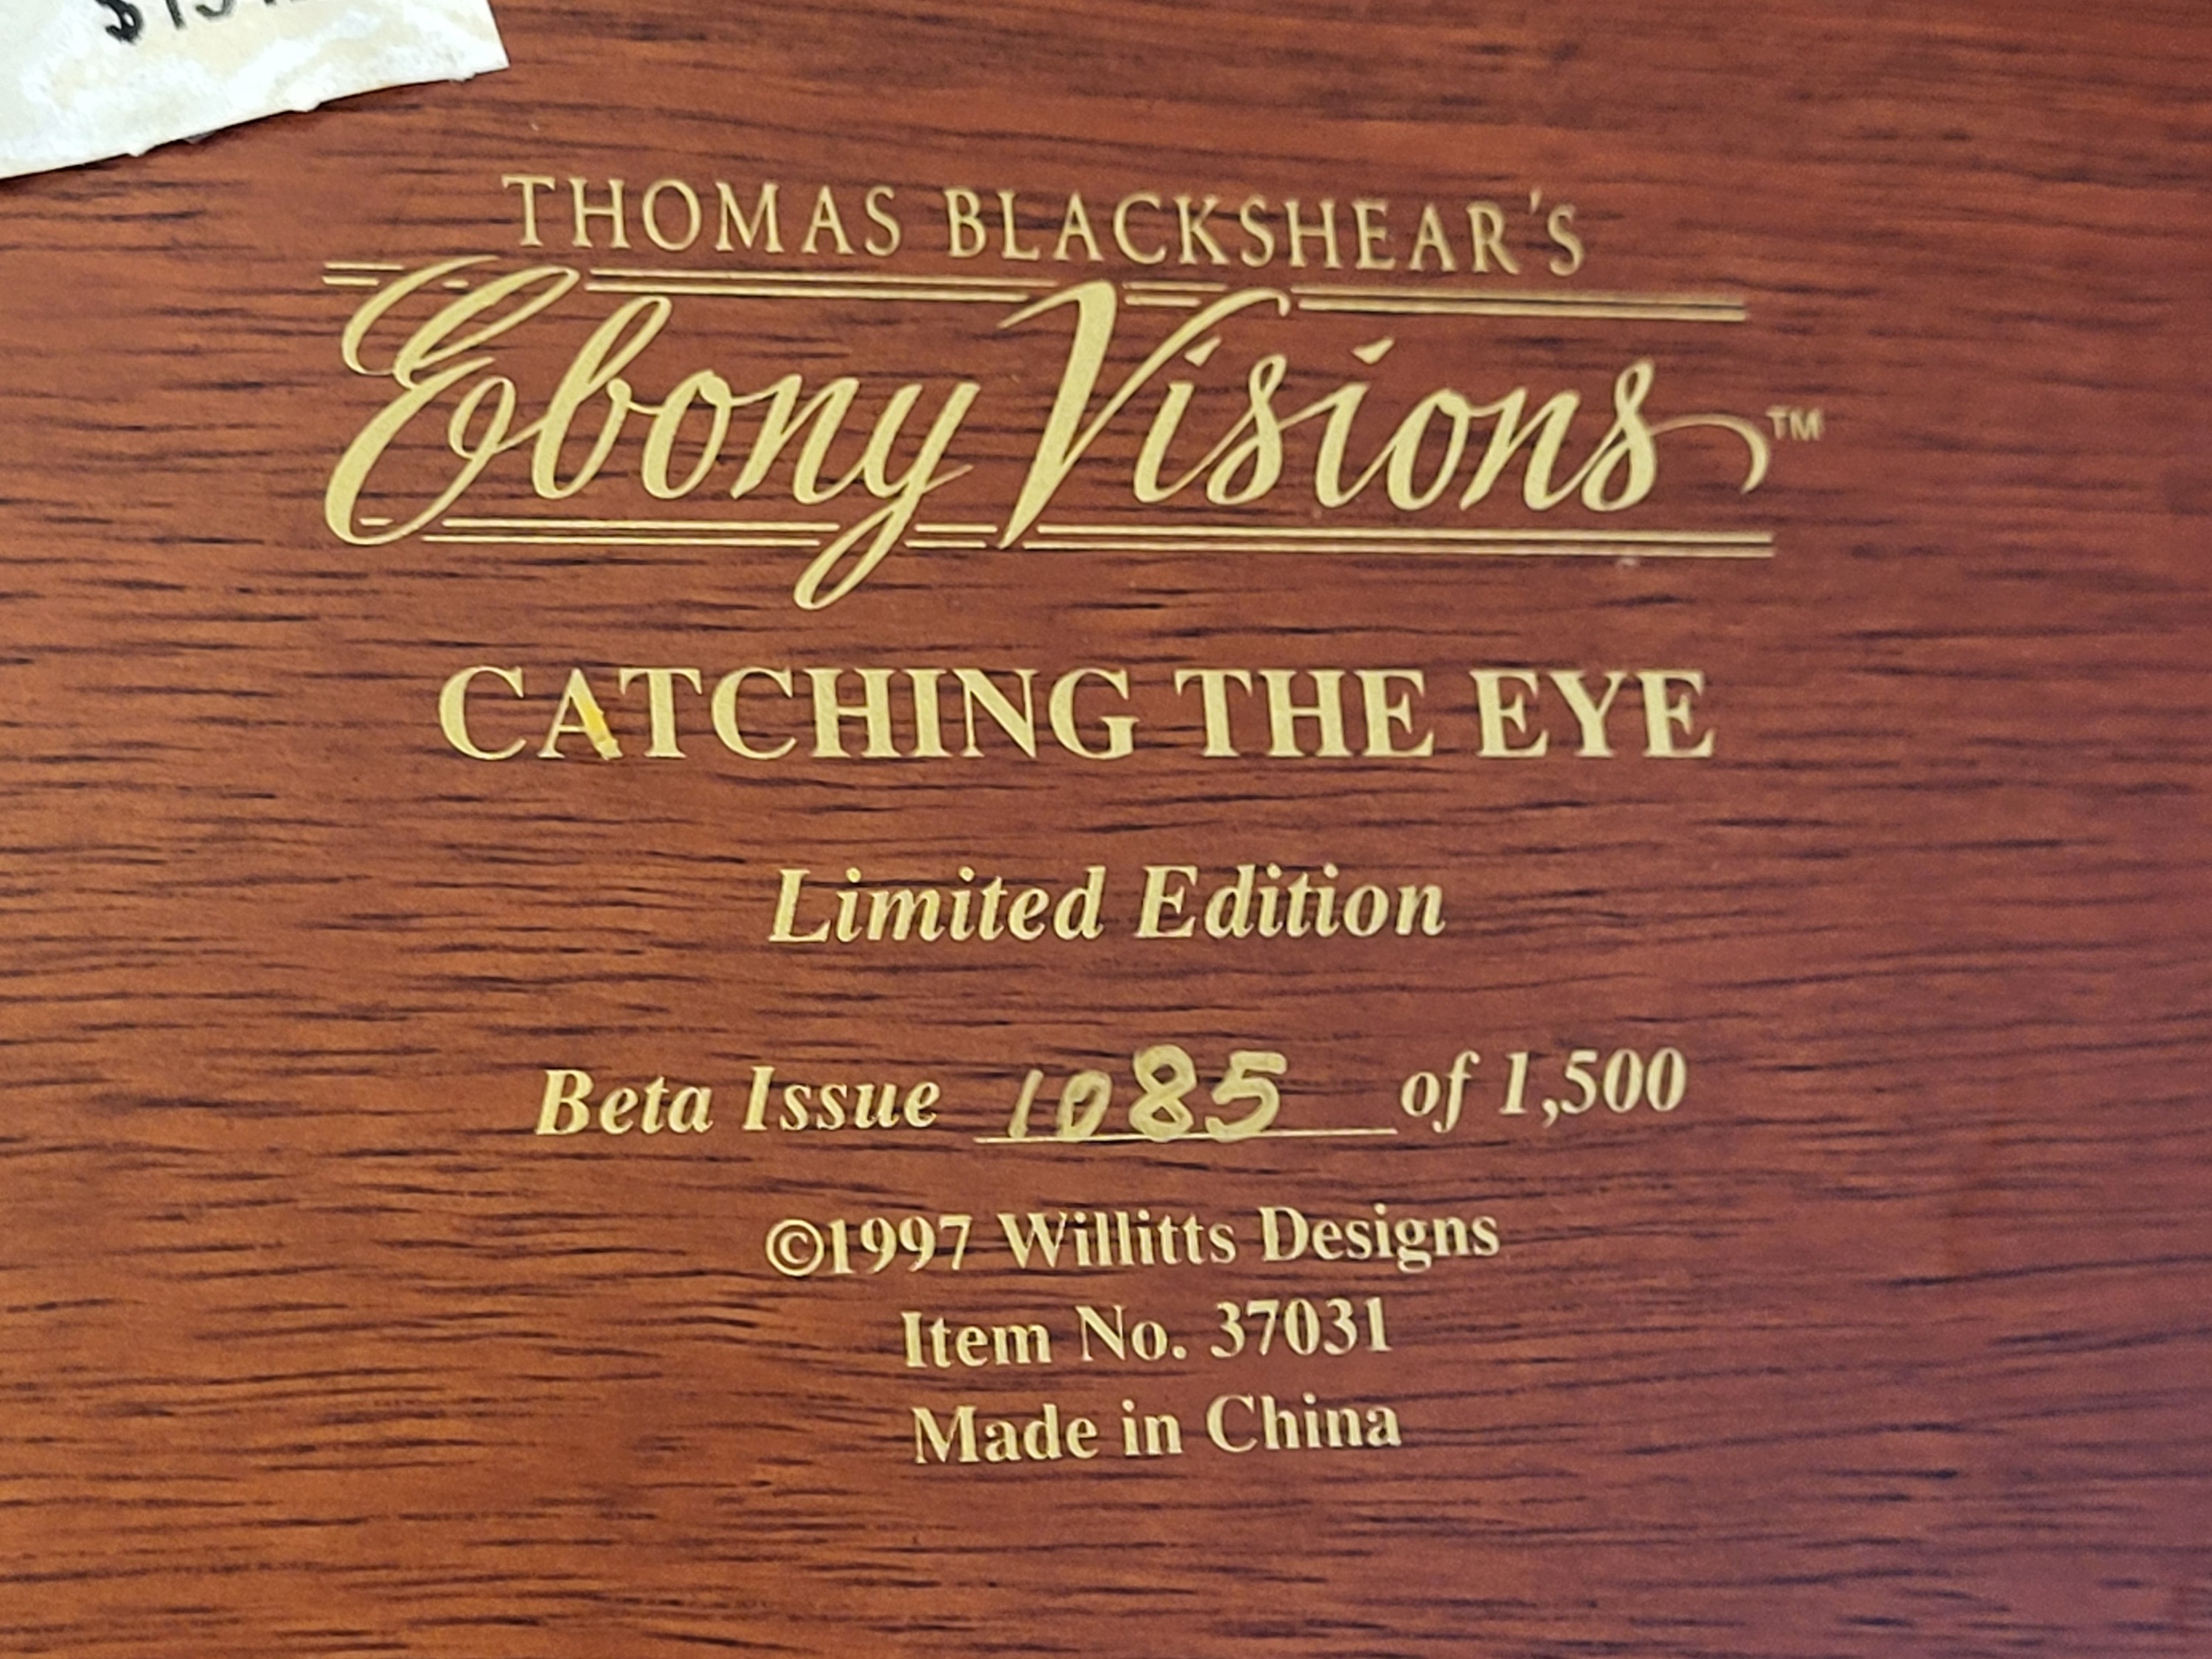 THOMAS BLACKSHEAR'S
Ebony Visions™
CATCHING THE EYE
Limited Edition
Beta Issue 1085 of 1,500
©1997 Willitts Designs
Item No. 37031
Made in China